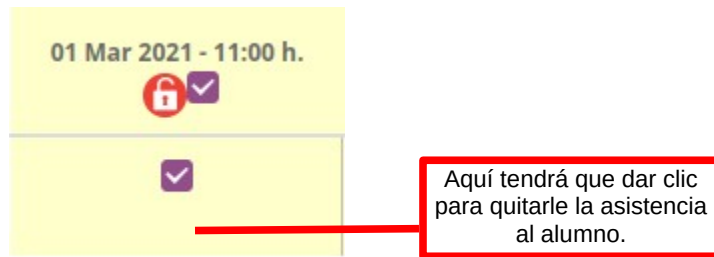 01 Mar 2021 - 11:00 h.
Aquí tendrá que dar clic
para quitarle la asistencia
al alumno.